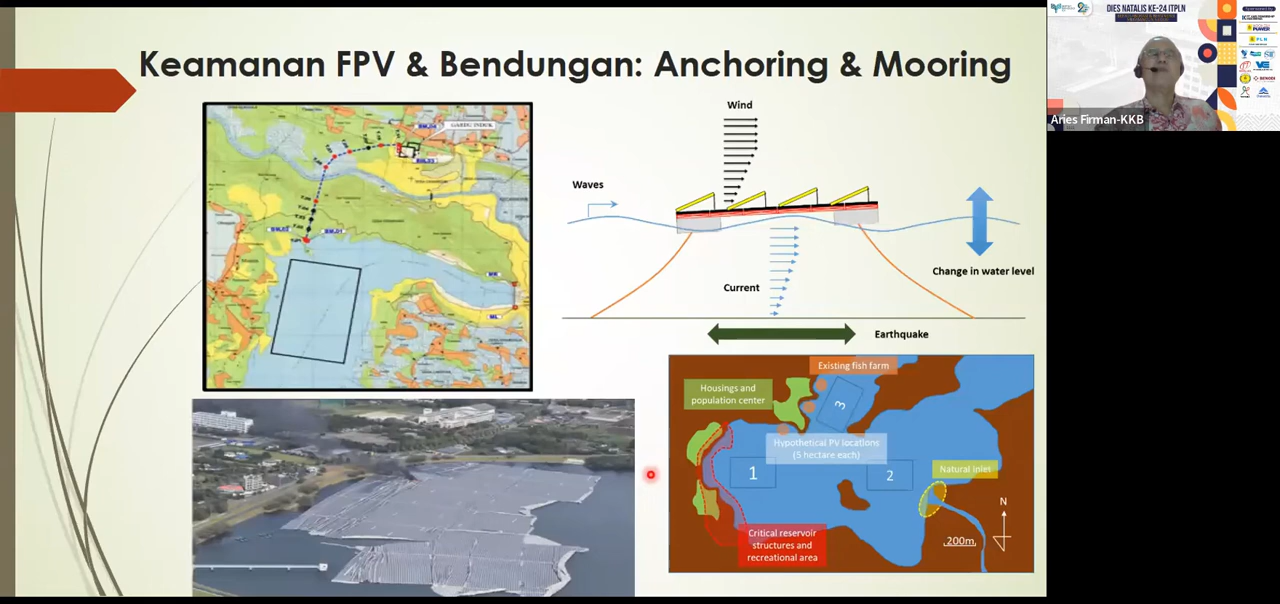 Keamanan FPV & Bendungan: Anchoring & Mooring
GARDU INDUK
Wind
Waves
Current
Change in water level
Earthquake
Existing fish farm
Housings and
population center
3
Hypothetical PV locations
(5 hectare each)
1
2
Natural inlet
N
200m
Critical reservoir
structures and
recreational area
DIES NATALIS KE-24 ITPLN
Aries Firman-KKB